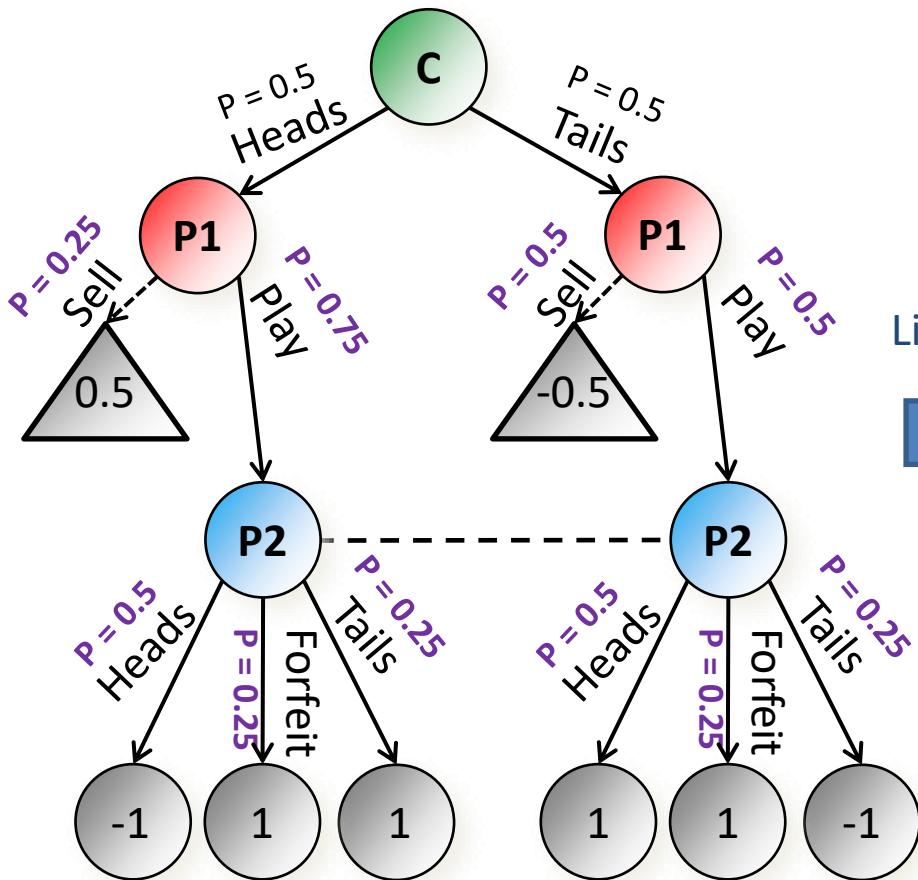 C
P = 0.5
Heads
P = 0.5
Tails
P1
P1
P = 0.25
Sell
P = 0.75
Play
P = 0.5
Sell
P = 0.5
Play
0.5
-0.5
Li
P2
P2
P = 0.5
Heads
P = 0.25
Forfeit
P = 0.25
Tails
P = 0.5
Heads
P = 0.25
Forfeit
P = 0.25
Tails
-1
1
1
1
1
-1